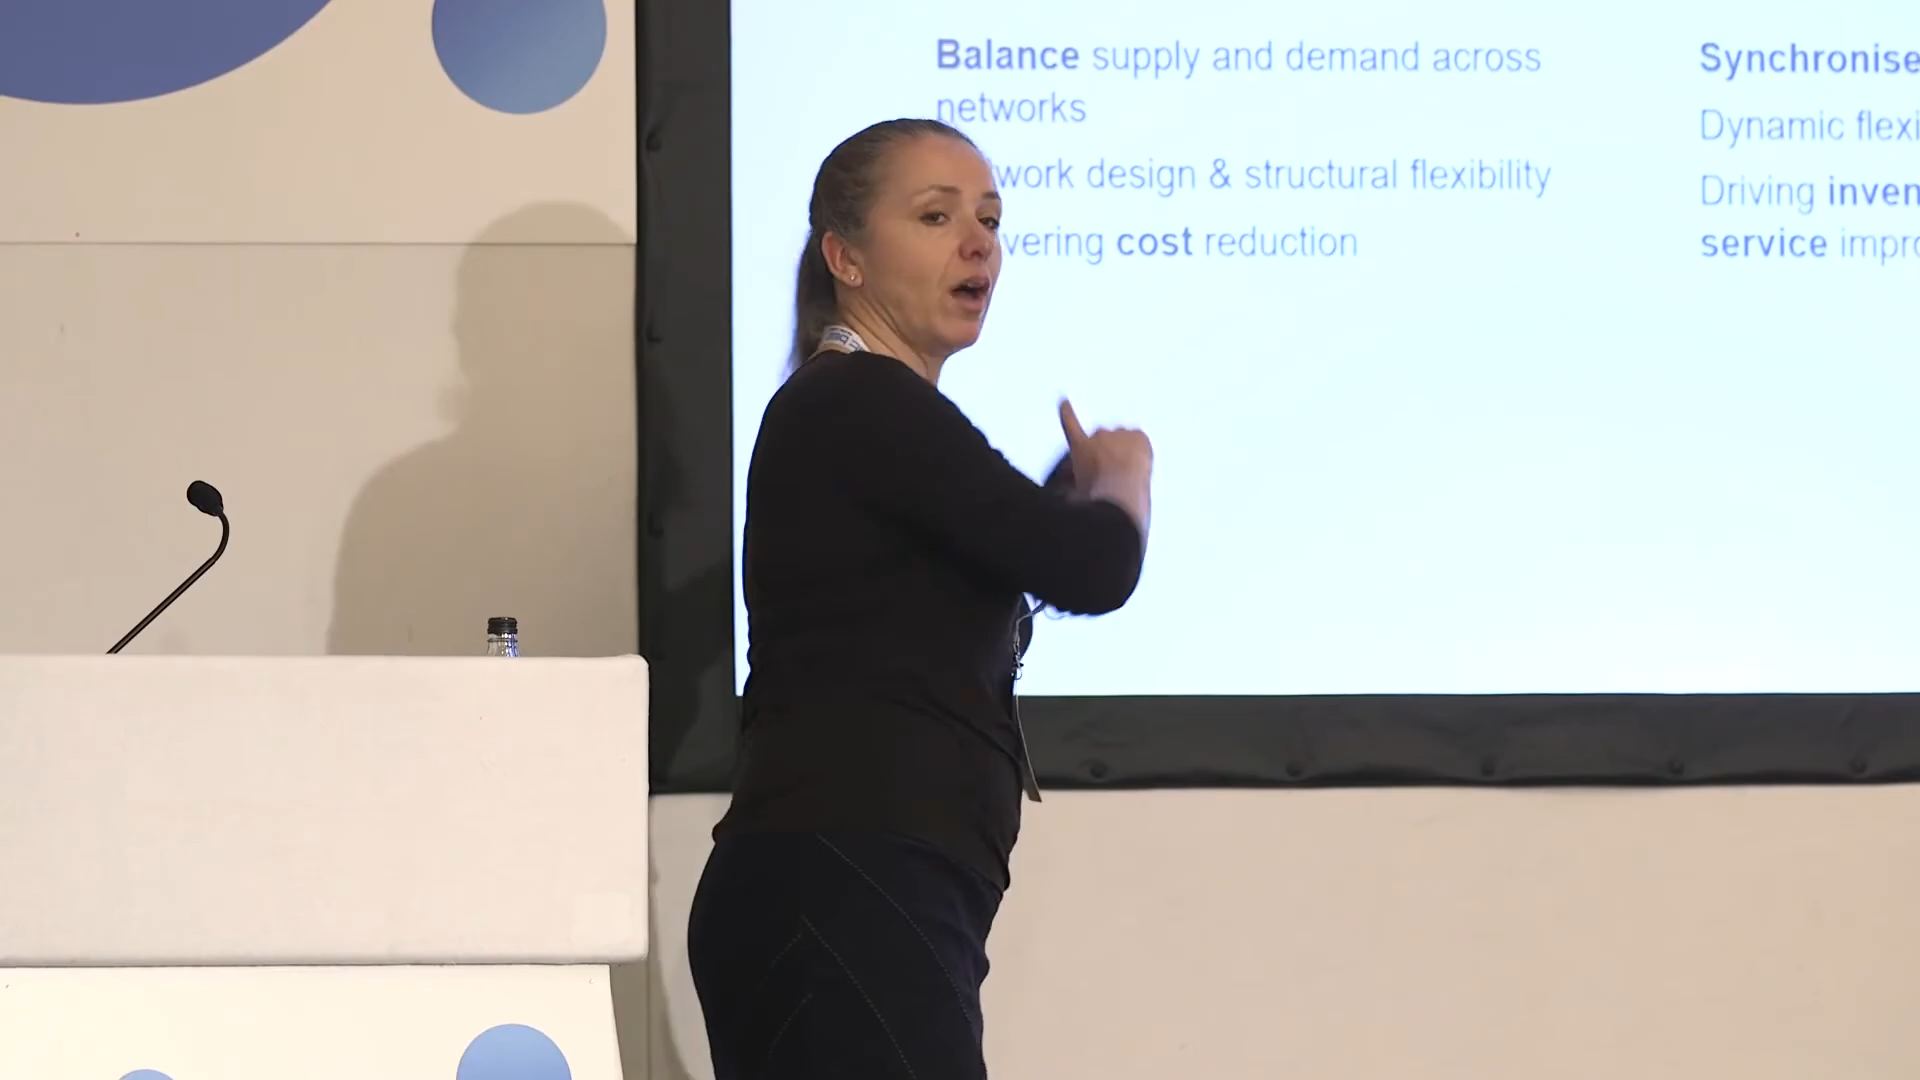 Balance supply and demand across
networks
work design & structural flexibility
vering cost reduction
Synchronise
Dynamic flexi
Driving inven
service impro